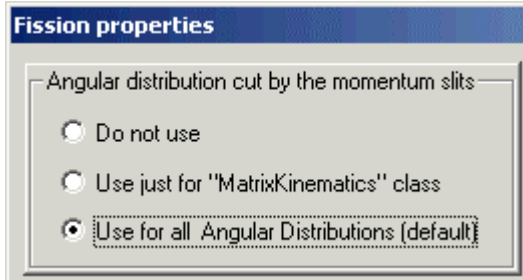 Fission properties
Angular distribution cut by the momentum slits
Do not use
Use just for "MatrixKinematics" class
Use for all Angular Distributions (default)